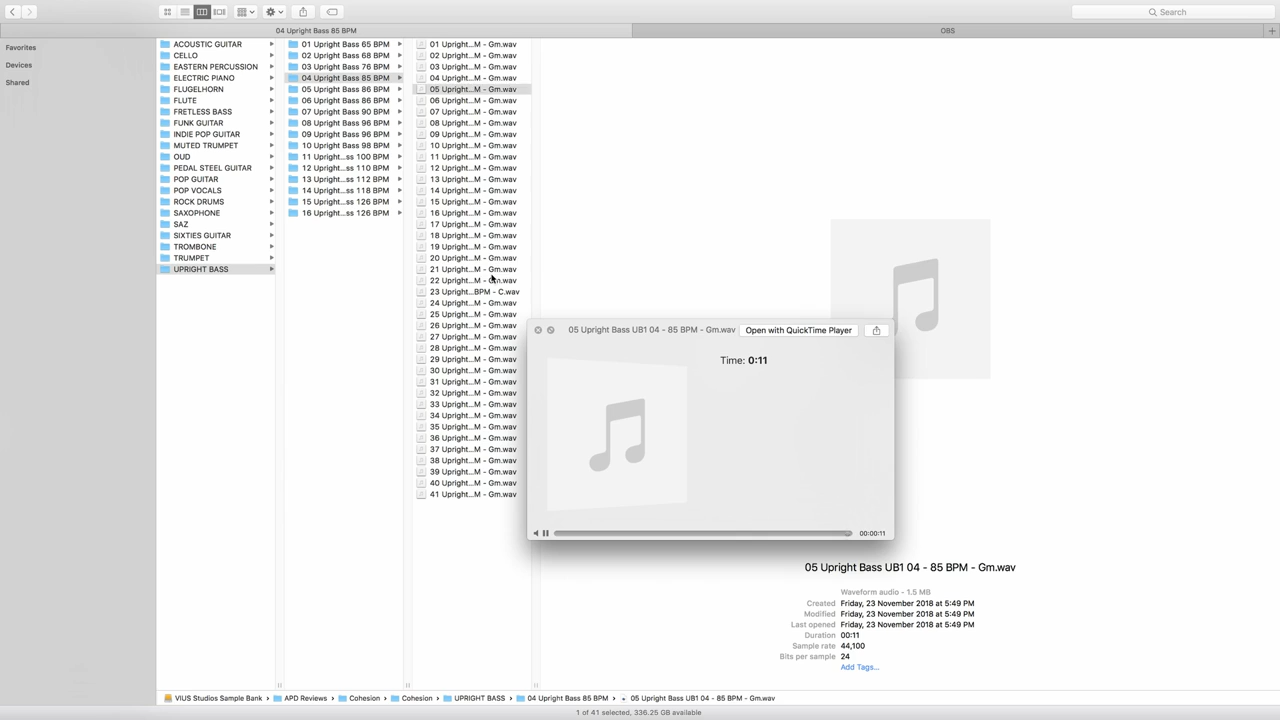 Search
04 Upright Bass 85 BPM
OBS
Favorites
Devices
Shared
ACOUSTIC GUITAR
CELLO
EASTERN PERCUSSION
ELECTRIC PIANO
FLUGELHORN
FLUTE
FRETLESS BASS
FUNK GUITAR
INDIE POP GUITAR
MUTED TRUMPET
OUD
PEDAL STEEL GUITAR
POP GUITAR
POP VOCALS
ROCK DRUMS
SAXOPHONE
SAZ
SIXTIES GUITAR
TROMBONE
TRUMPET
UPRIGHT BASS
01 Upright Bass 65 BPM
02 Upright Bass 68 BPM
03 Upright Bass 76 BPM
04 Upright Bass 85 BPM
05 Upright Bass 86 BPM
06 Upright Bass 86 BPM
07 Upright Bass 90 BPM
08 Upright Bass 96 BPM
09 Upright Bass 96 BPM
10 Upright Bass 98 BPM
11 Upright...ss 100 BPM
12 Upright...ss 110 BPM
13 Upright...ss 112 BPM
14 Upright...ss 118 BPM
15 Upright...ss 126 BPM
16 Upright...ss 126 BPM
01 Upright...M - Gm.wav
02 Upright...M - Gm.wav
03 Upright...M - Gm.wav
04 Upright...M - Gm.wav
05 Upright...M - Gm.wav
06 Upright...M - Gm.wav
07 Upright...M - Gm.wav
08 Upright...M - Gm.wav
09 Upright...M - Gm.wav
10 Upright...M - Gm.wav
11 Upright...M - Gm.wav
12 Upright...M - Gm.wav
13 Upright...M - Gm.wav
14 Upright...M - Gm.wav
15 Upright...M - Gm.wav
16 Upright...M - Gm.wav
17 Upright...M - Gm.wav
18 Upright...M - Gm.wav
19 Upright...M - Gm.wav
20 Upright...M - Gm.wav
21 Upright...M - Gm.wav
22 Upright...M - Gm.wav
23 Upright...BPM - C.wav
24 Upright...M - Gm.wav
25 Upright...M - Gm.wav
26 Upright...M - Gm.wav
27 Upright...M - Gm.wav
28 Upright...M - Gm.wav
29 Upright...M - Gm.wav
30 Upright...M - Gm.wav
31 Upright...M - Gm.wav
32 Upright...M - Gm.wav
33 Upright...M - Gm.wav
34 Upright...M - Gm.wav
35 Upright...M - Gm.wav
36 Upright...M - Gm.wav
37 Upright...M - Gm.wav
38 Upright...M - Gm.wav
39 Upright...M - Gm.wav
40 Upright...M - Gm.wav
41 Upright...M - Gm.wav
05 Upright Bass UB1 04 - 85 BPM - Gm.wav
Open with QuickTime Player
Time: 0:11
00:00:11
05 Upright Bass UB1 04 - 85 BPM - Gm.wav
Waveform audio - 1.5 MB
Created Friday, 23 November 2018 at 5:49 PM
Modified Friday, 23 November 2018 at 5:49 PM
Last opened Friday, 23 November 2018 at 5:49 PM
Duration 00:11
Sample rate 44,100
Bits per sample 24
Add Tags...
VIUS Studios Sample Bank › APD Reviews › Cohesion › Cohesion › UPRIGHT BASS › 04 Upright Bass 85 BPM › 05 Upright Bass UB1 04 - 85 BPM - Gm.wav
1 of 41 selected, 336.25 GB available